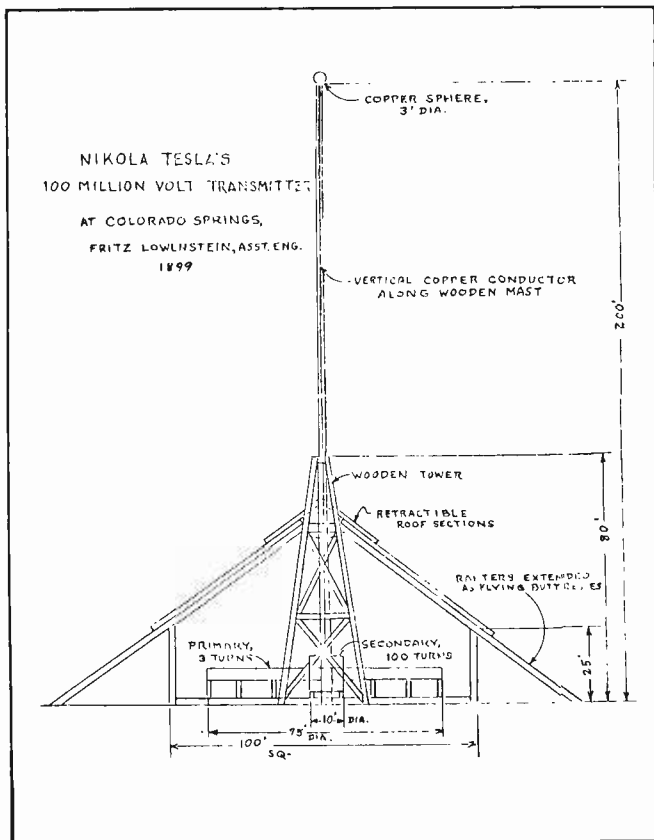 COPPER SPHERE,
3' DIA.
NIKOLA TESLA'S
100 MILLION VOLT TRANSMITTER
AT COLORADO SPRINGS,
FRITZ LOWENSTEIN, ASST. ENG.
1899
VERTICAL COPPER CONDUCTOR
ALONG WOODEN MAST
200'
WOODEN TOWER
RETRACTIBLE
ROOF SECTIONS
80'
EXTENDED
AS FLYING BUTTRESSES
PRIMARY,
3 TURNS
SECONDARY,
100 TURNS
25'
10' DIA.
75' DIA.
100'
SQ-